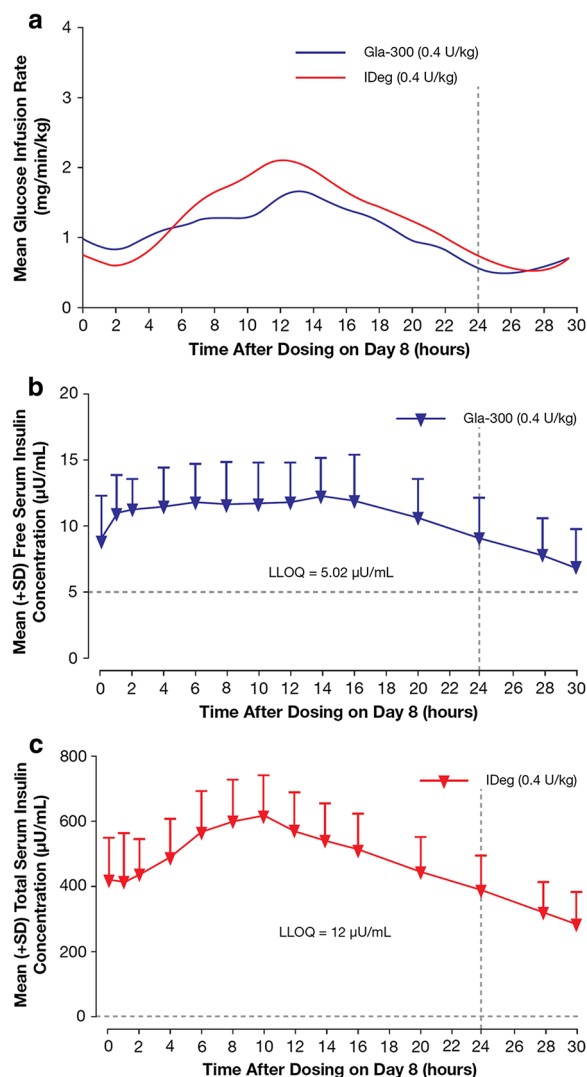 a
4
3
2
1
0
Mean Glucose Infusion Rate
(mg/min/kg)
Gla-300 (0.4 U/kg)
IDeg (0.4 U/kg)
0 2 4 6 8 10 12 14 16 18 20 22 24 26 28 30
Time After Dosing on Day 8 (hours)
b
20
15
10
5
0
Mean (+SD) Free Serum Insulin
Concentration (µU/mL)
Gla-300 (0.4 U/kg)
LLOQ = 5.02 µU/mL
0 2 4 6 8 10 12 14 16 18 20 22 24 26 28 30
Time After Dosing on Day 8 (hours)
c
800
600
400
200
0
Mean (+SD) Total Serum Insulin
Concentration (µU/mL)
IDeg (0.4 U/kg)
LLOQ = 12 µU/mL
0 2 4 6 8 10 12 14 16 18 20 22 24 26 28 30
Time After Dosing on Day 8 (hours)